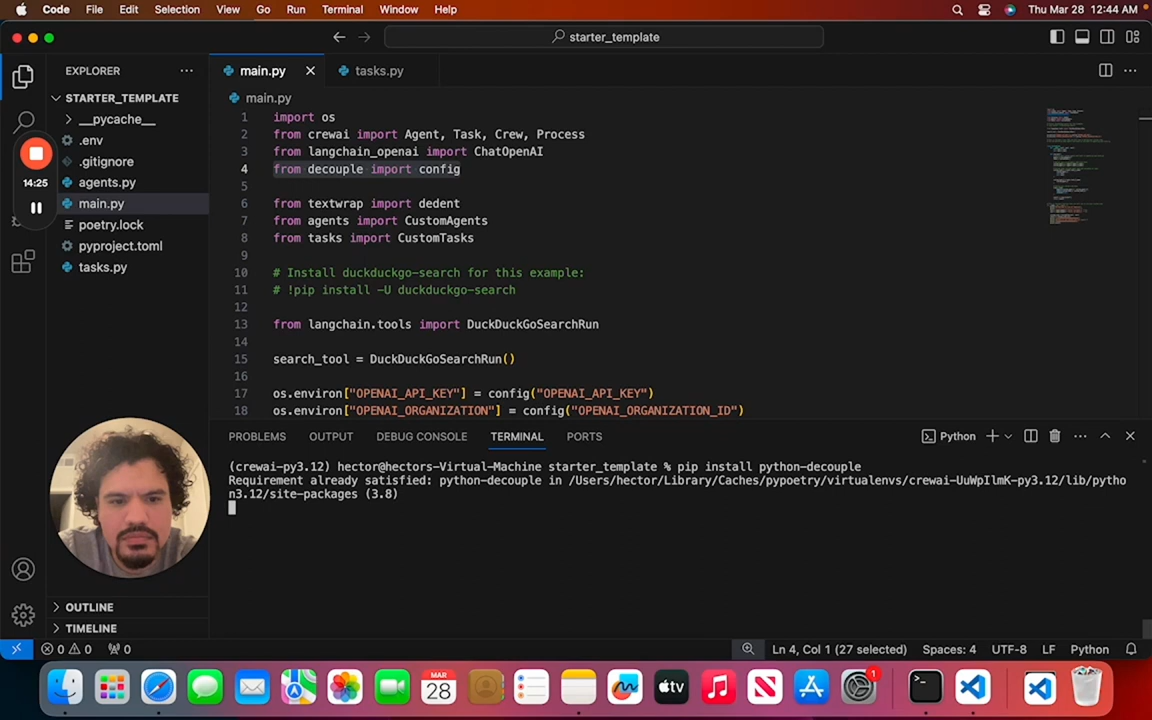 Code File Edit Selection View Go Run Terminal Window Help Thu Mar 28 12:44 AM
starter_template
EXPLORER
main.py
tasks.py
STARTER_TEMPLATE
main.py
__pycache__
.env
.gitignore
agents.py
main.py
poetry.lock
pyproject.toml
tasks.py
14:25
1 import os
2 from crewai import Agent, Task, Crew, Process
3 from langchain_openai import ChatOpenAI
4 from decouple import config
5
6 from textwrap import dedent
7 from agents import CustomAgents
8 from tasks import CustomTasks
9
10 # Install duckduckgo-search for this example:
11 # !pip install -U duckduckgo-search
12
13 from langchain.tools import DuckDuckGoSearchRun
14
15 search_tool = DuckDuckGoSearchRun()
16
17 os.environ["OPENAI_API_KEY"] = config("OPENAI_API_KEY")
18 os.environ["OPENAI_ORGANIZATION"] = config("OPENAI_ORGANIZATION_ID")
PROBLEMS OUTPUT DEBUG CONSOLE TERMINAL PORTS Python
(crewai-py3.12) hector@hectors-Virtual-Machine starter_template % pip install python-decouple
Requirement already satisfied: python-decouple in /Users/hector/Library/Caches/pypoetry/virtualenvs/crewai-UuWpIlmK-py3.12/lib/pytho
n3.12/site-packages (3.8)
OUTLINE
TIMELINE
0 0 0 Ln 4, Col 1 (27 selected) Spaces: 4 UTF-8 LF Python
MAR
28
tv
1